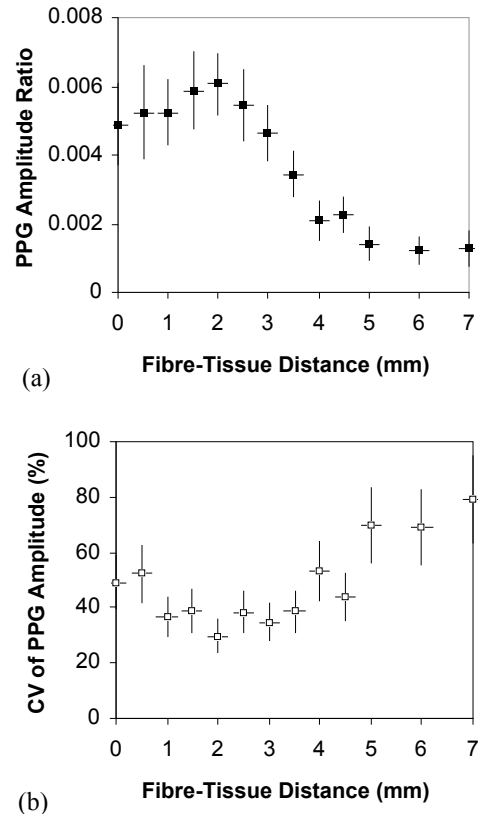 0.008
0.006
0.004
0.002
0
PPG Amplitude Ratio
0 1 2 3 4 5 6 7
Fibre-Tissue Distance (mm)
(a)
100
80
60
40
20
0
CV of PPG Amplitude (%)
0 1 2 3 4 5 6 7
Fibre-Tissue Distance (mm)
(b)